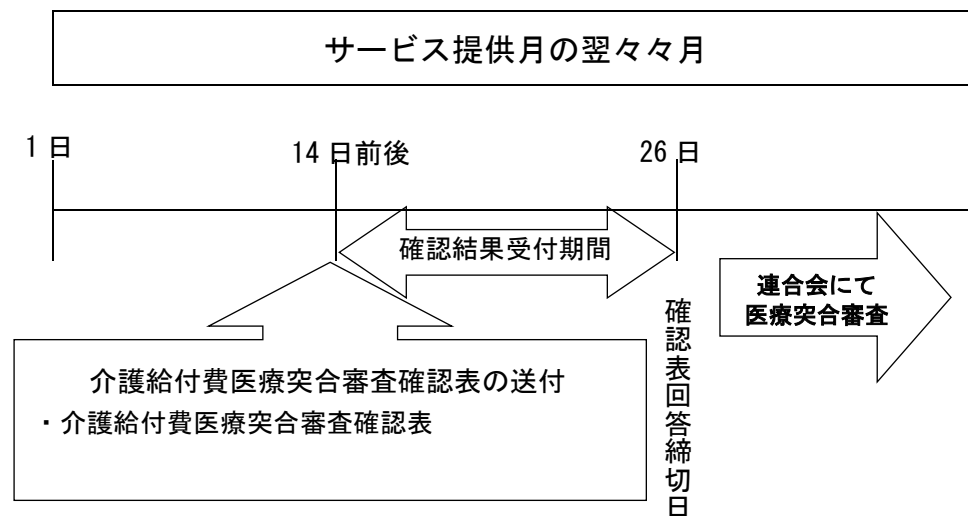 サービス提供月の翌々々月
1 日
14 日前後
26 日
確認結果受付期間
連合会にて
医療突合審査
確認表回答締切日
介護給付費医療突合審査確認表の送付
・介護給付費医療突合審査確認表